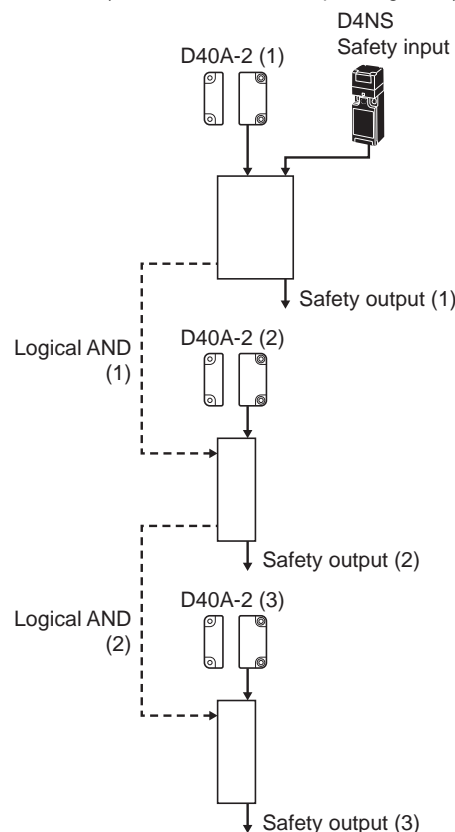 D4NS
Safety input
D40A-2 (1)
Safety output (1)
Logical AND
(1)
D40A-2 (2)
Safety output (2)
D40A-2 (3)
Logical AND
(2)
Safety output (3)